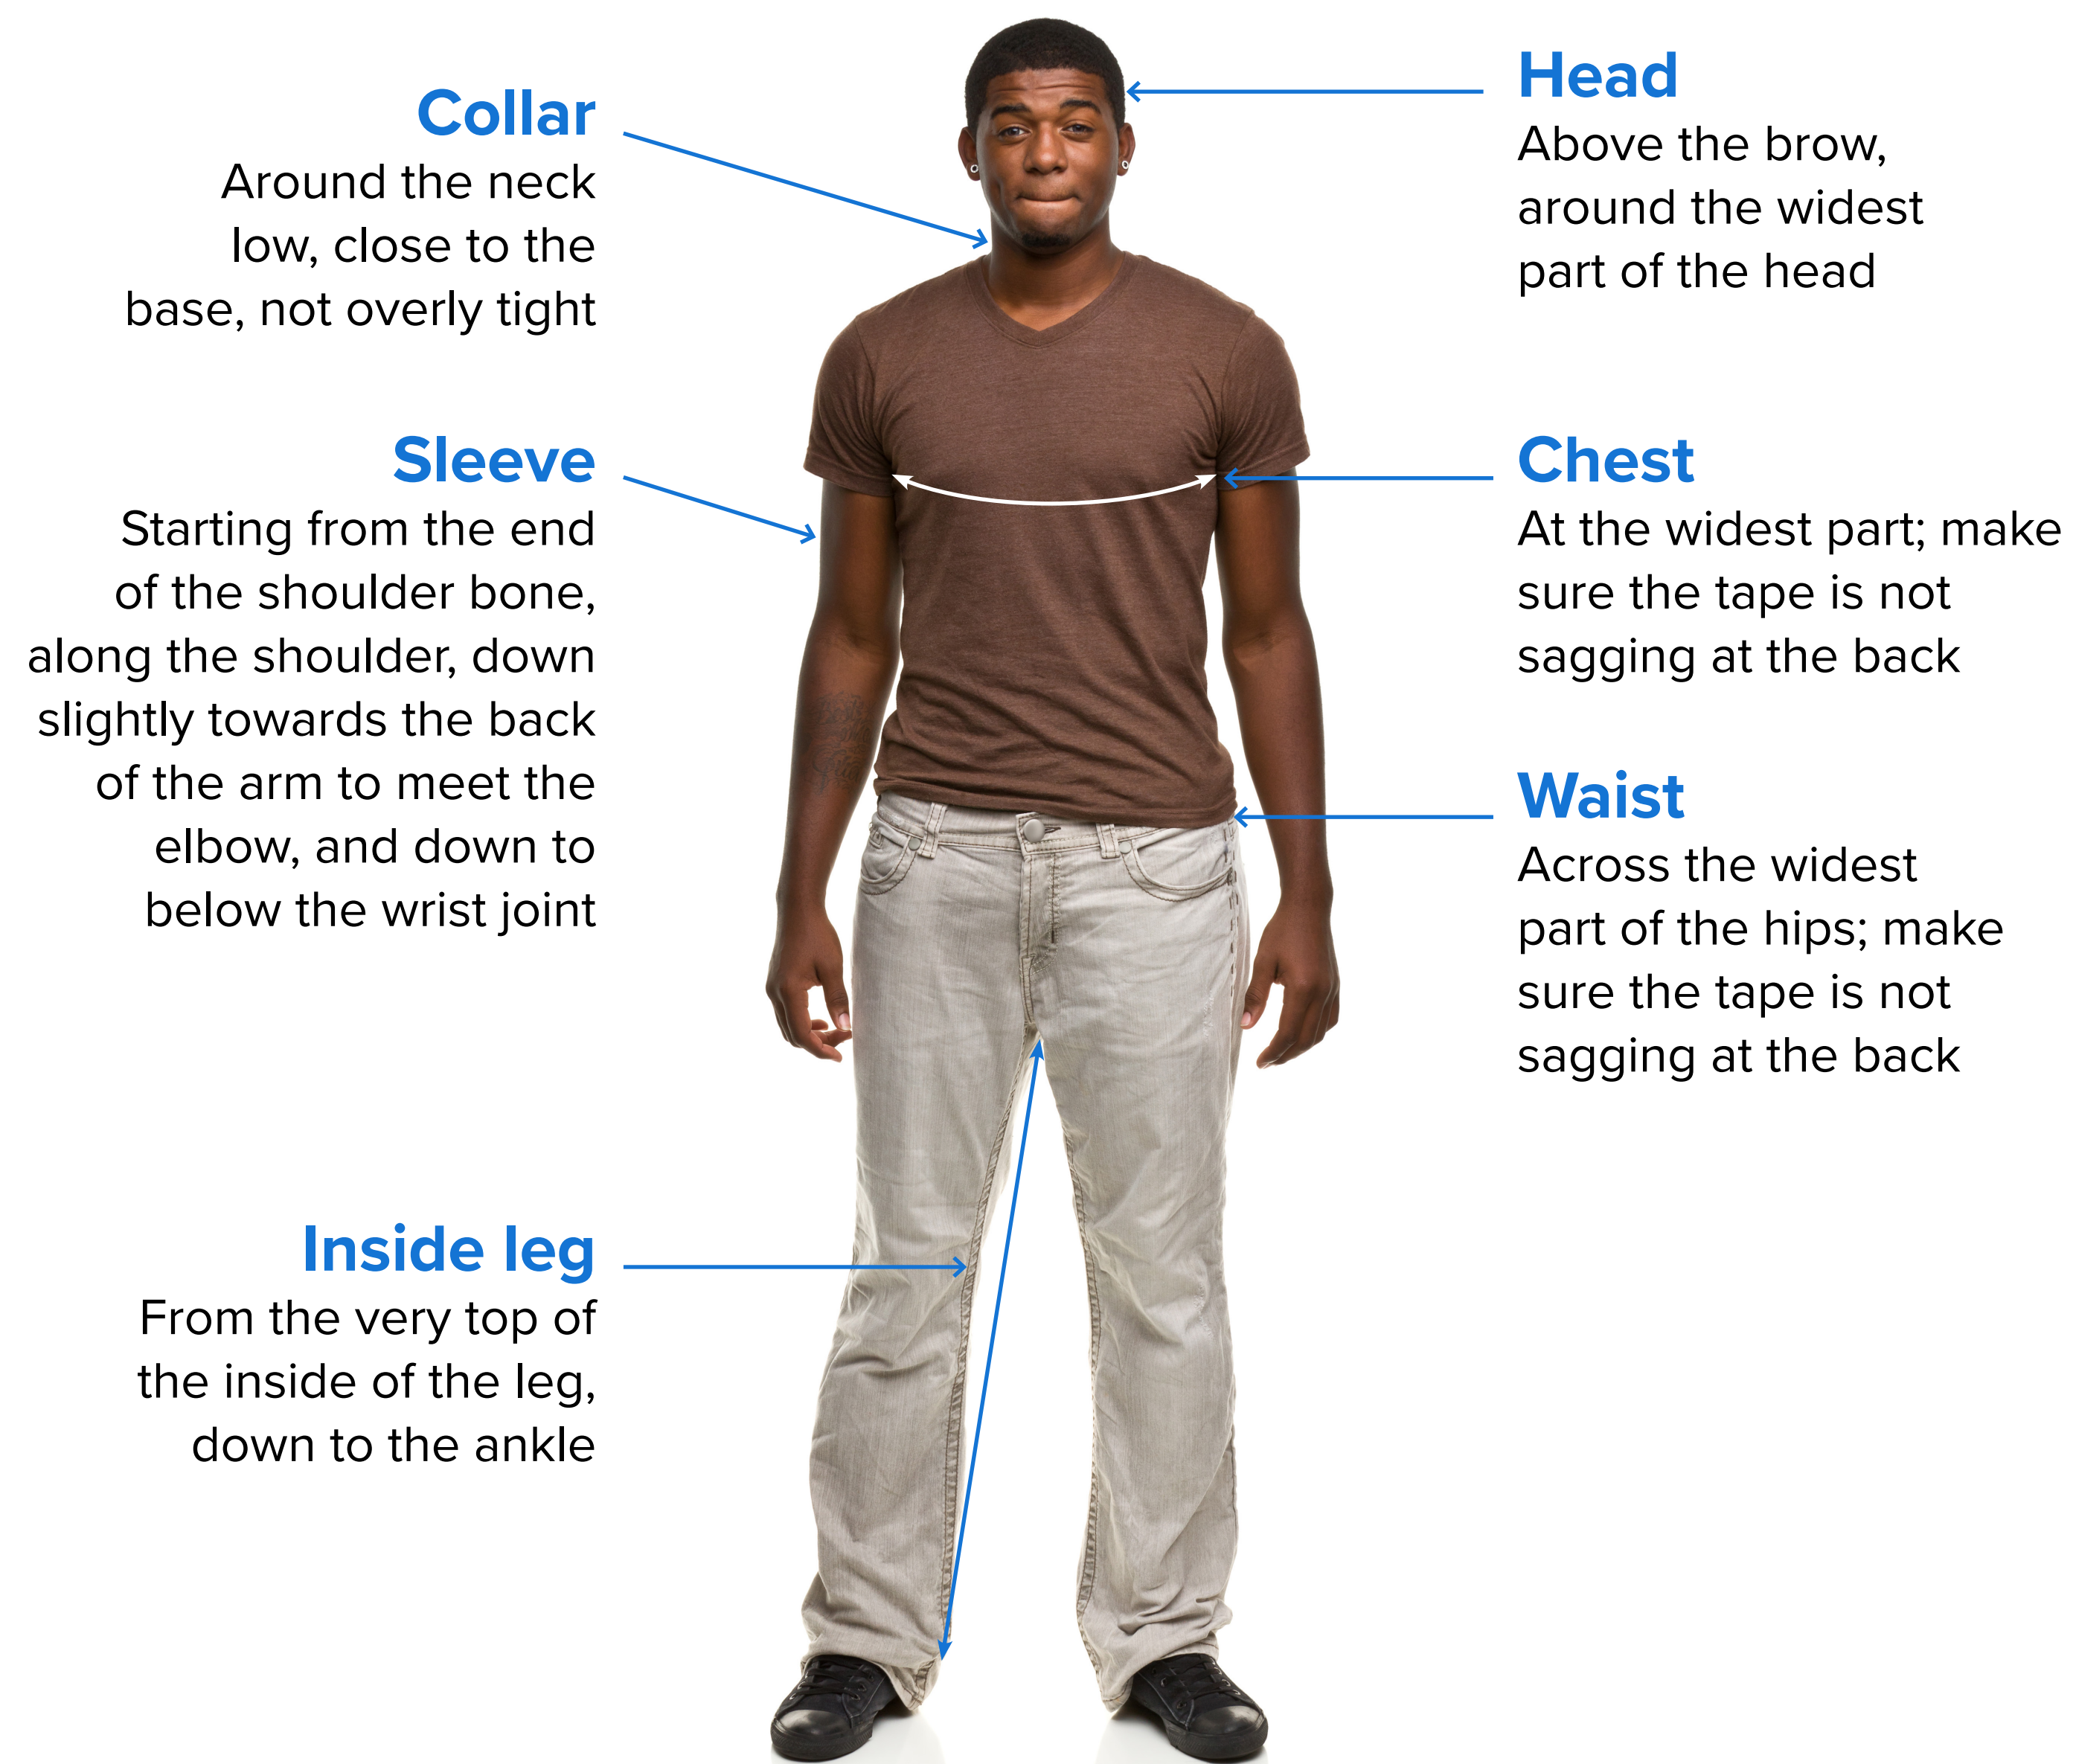 Collar
Around the neck
low, close to the
base, not overly tight
Sleeve
Starting from the end
of the shoulder bone,
along the shoulder, down
slightly towards the back
of the arm to meet the
elbow, and down to
below the wrist joint
Inside leg
From the very top of
the inside of the leg,
down to the ankle
Head
Above the brow,
around the widest
part of the head
Chest
At the widest part; make
sure the tape is not
sagging at the back
Waist
Across the widest
part of the hips; make
sure the tape is not
sagging at the back